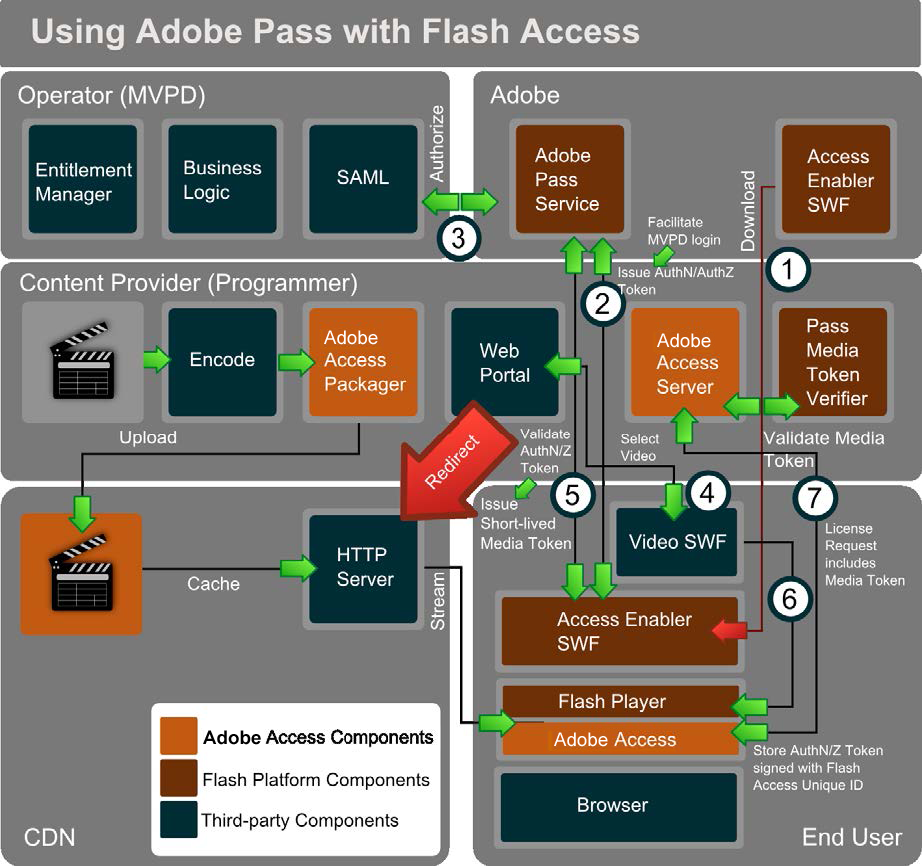 Using Adobe Pass with Flash Access
Operator (MVPD)
Entitlement
Manager
Business
Logic
SAML
Authorize
3
Adobe
Adobe
Pass
Service
Access
Enabler
SWF
Download
1
Facilitate
MVPD login
Issue AuthN/AuthZ
Token
2
Content Provider (Programmer)
Encode
Adobe
Access
Packager
Web
Portal
Adobe
Access
Server
Pass
Media
Token
Verifier
Upload
Redirect
Validate
AuthN/Z
Token
Select
Video
Validate Media
Token
Issue
Short-lived
Media Token
5
4
7
License
Request
includes
Media Token
Cache
HTTP
Server
Stream
Video SWF
6
Access Enabler
SWF
Flash Player
Adobe Access
Store AuthN/Z Token
signed with Flash
Access Unique ID
Browser
Adobe Access Components
Flash Platform Components
Third-party Components
CDN
End User